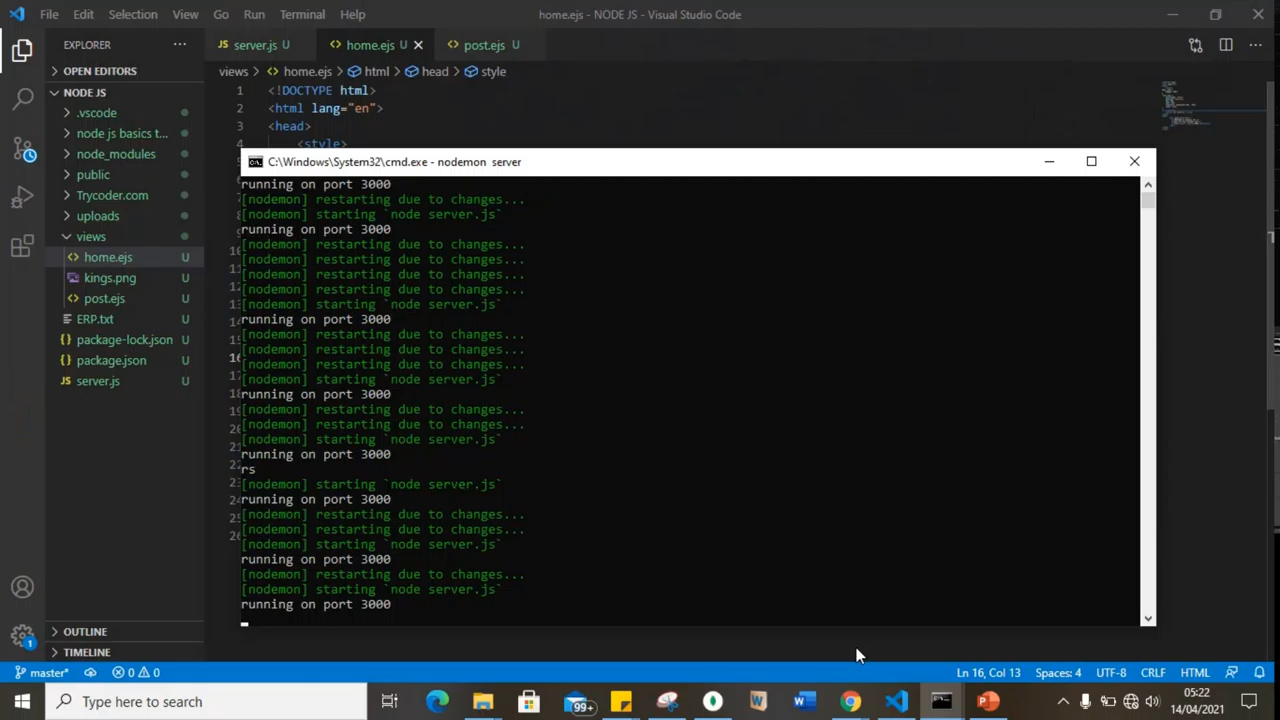 File Edit Selection View Go Run Terminal Help home.ejs - NODE JS - Visual Studio Code
EXPLORER
JS server.js U <> home.ejs U <> post.ejs U
views > <> home.ejs > html > head > style
OPEN EDITORS
NODE JS
.vscode
node js basics t...
node_modules
public
Trycoder.com
uploads
views
<> home.ejs U
kings.png U
<> post.ejs U
ERP.txt U
{} package-lock.json U
{} package.json U
JS server.js U
OUTLINE
TIMELINE
1 <!DOCTYPE html>
2 <html lang="en">
3 <head>
4 <style>
C:\Windows\System32\cmd.exe - nodemon server
running on port 3000
[nodemon] restarting due to changes...
[nodemon] starting `node server.js`
running on port 3000
[nodemon] restarting due to changes...
[nodemon] restarting due to changes...
[nodemon] restarting due to changes...
[nodemon] restarting due to changes...
[nodemon] starting `node server.js`
running on port 3000
[nodemon] restarting due to changes...
[nodemon] restarting due to changes...
[nodemon] restarting due to changes...
[nodemon] starting `node server.js`
running on port 3000
[nodemon] restarting due to changes...
[nodemon] restarting due to changes...
[nodemon] starting `node server.js`
running on port 3000
rs
[nodemon] starting `node server.js`
running on port 3000
[nodemon] restarting due to changes...
[nodemon] restarting due to changes...
[nodemon] starting `node server.js`
running on port 3000
[nodemon] restarting due to changes...
[nodemon] starting `node server.js`
running on port 3000
1
master* 0 0 Ln 16, Col 13 Spaces: 4 UTF-8 CRLF HTML
Type here to search
99+
05:22
14/04/2021